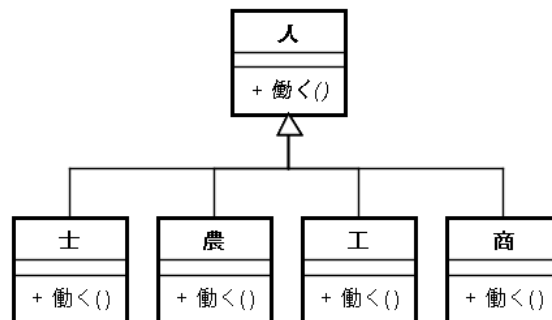 人
+ 働く()
士
農
工
商
+ 働く()
+ 働く()
+ 働く()
+ 働く()